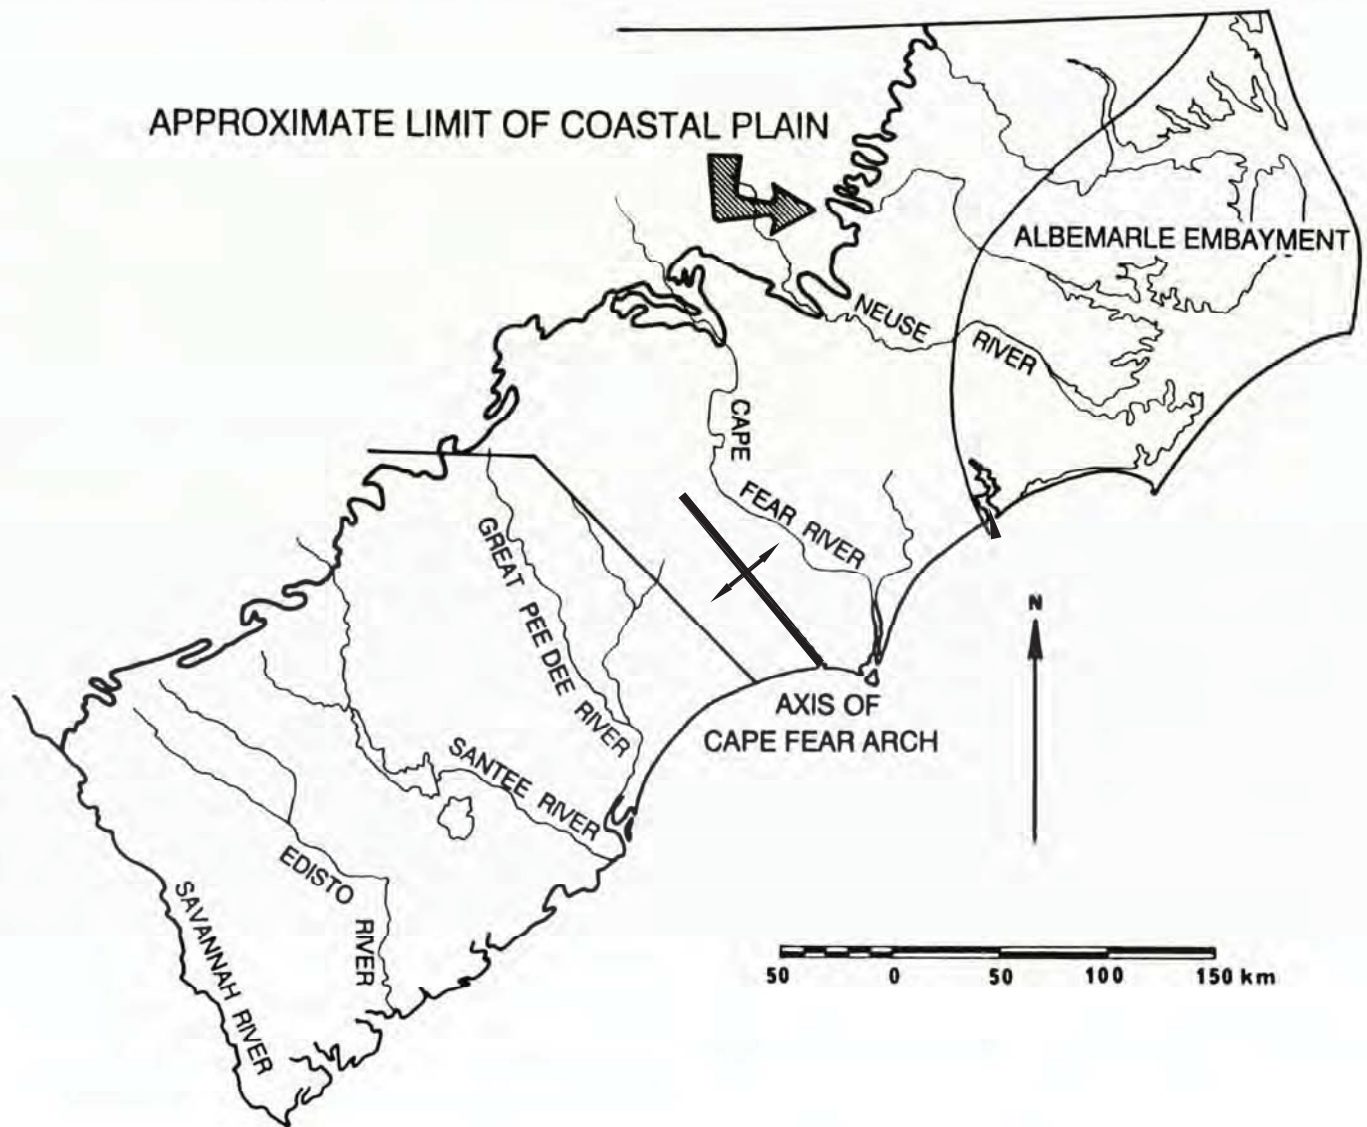 APPROXIMATE LIMIT OF COASTAL PLAIN
ALBEMARLE EMBAYMENT
NEUSE RIVER
CAPE FEAR RIVER
GREAT PEE DEE RIVER
N
AXIS OF
CAPE FEAR ARCH
SANTEE RIVER
EDISTO RIVER
SAVANNAH RIVER
50 0 50 100 150 km